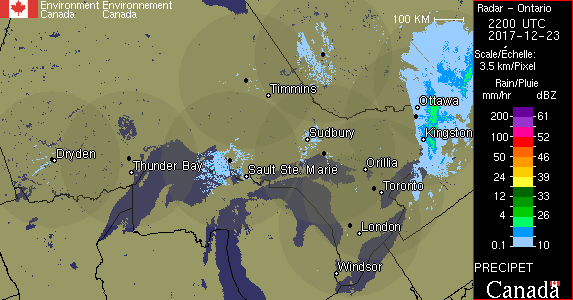 Environment Environnement
Canada Canada
100 KM
Radar - Ontario
2200 UTC
2017-12-23
Scale/Échelle:
3.5 km/Pixel
Rain/Pluie
mm/hr dBZ
200 61
100 52
50 46
24 39
12 33
4 26
0.1 10
PRECIPET
Canada
Timmins
Ottawa
Sudbury
Kingston
Dryden
Thunder Bay
Sault Ste. Marie
Orillia
Toronto
London
Windsor